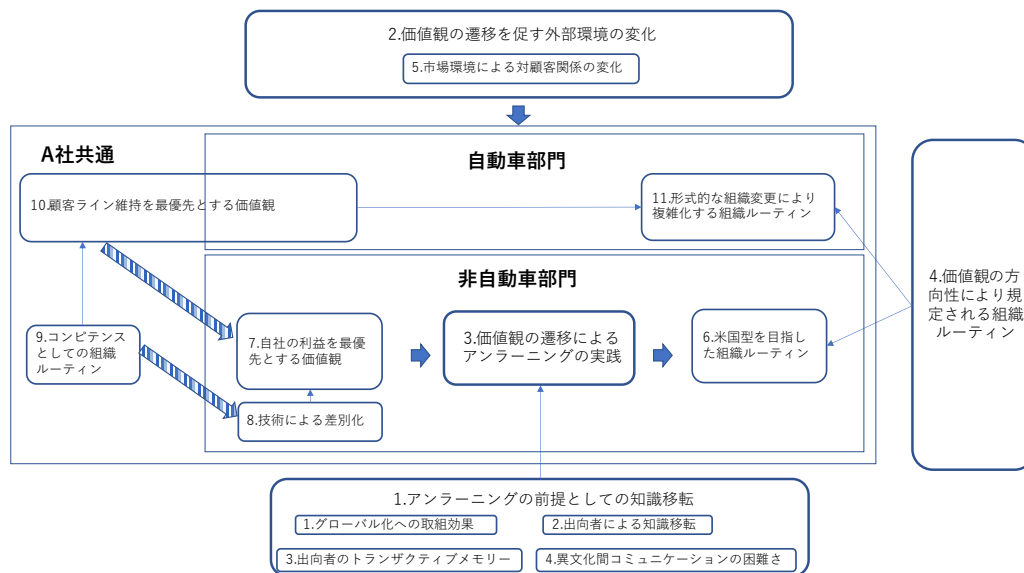 2.価値観の遷移を促す外部環境の変化
5.市場環境による対顧客関係の変化
A社共通
自動車部門
10.顧客ライン維持を最優先とする価値観
11.形式的な組織変更により
複雑化する組織ルーティン
非自動車部門
4.価値観の方
向性により規
定される組織
ルーティン
9.コンピテンス
としての組織
ルーティン
7.自社の利益を最優
先とする価値観
3.価値観の遷移による
アンラーニングの実践
6.米国型を目指し
た組織ルーティン
8.技術による差別化
1.アンラーニングの前提としての知識移転
1.グローバル化への取組効果
2.出向者による知識移転
3.出向者のトランザクティブメモリー
4.異文化間コミュニケーションの困難さ